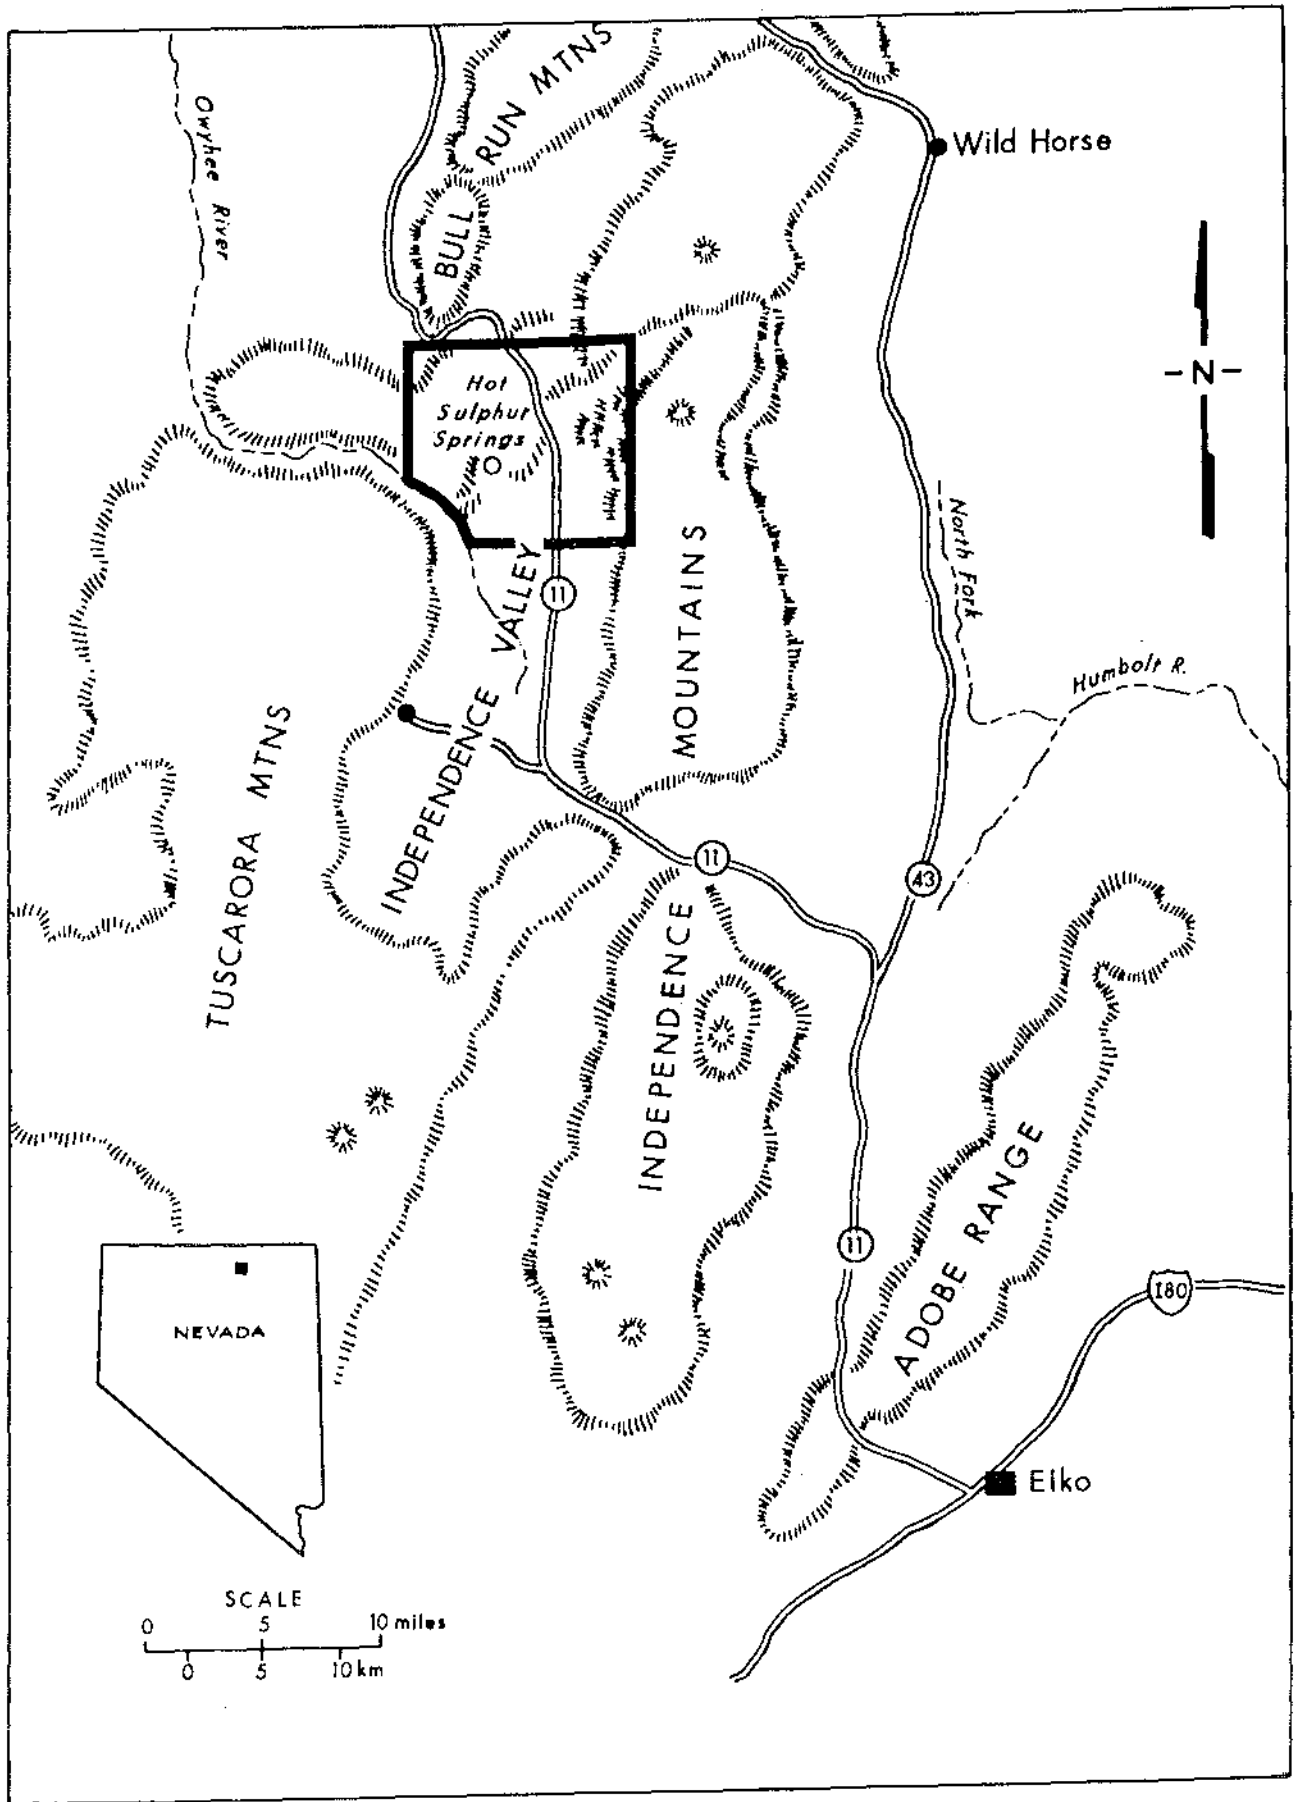 RUN MTNS
BULL
Owyhee River
Wild Horse
N
Hot
Sulphur
Springs
11
North Fork
Humbolt R.
INDEPENDENCE VALLEY
MOUNTAINS
TUSCARORA MTNS
11
43
INDEPENDENCE
11
ADOBE RANGE
I80
NEVADA
Elko
SCALE
0 5 10 miles
0 5 10 km